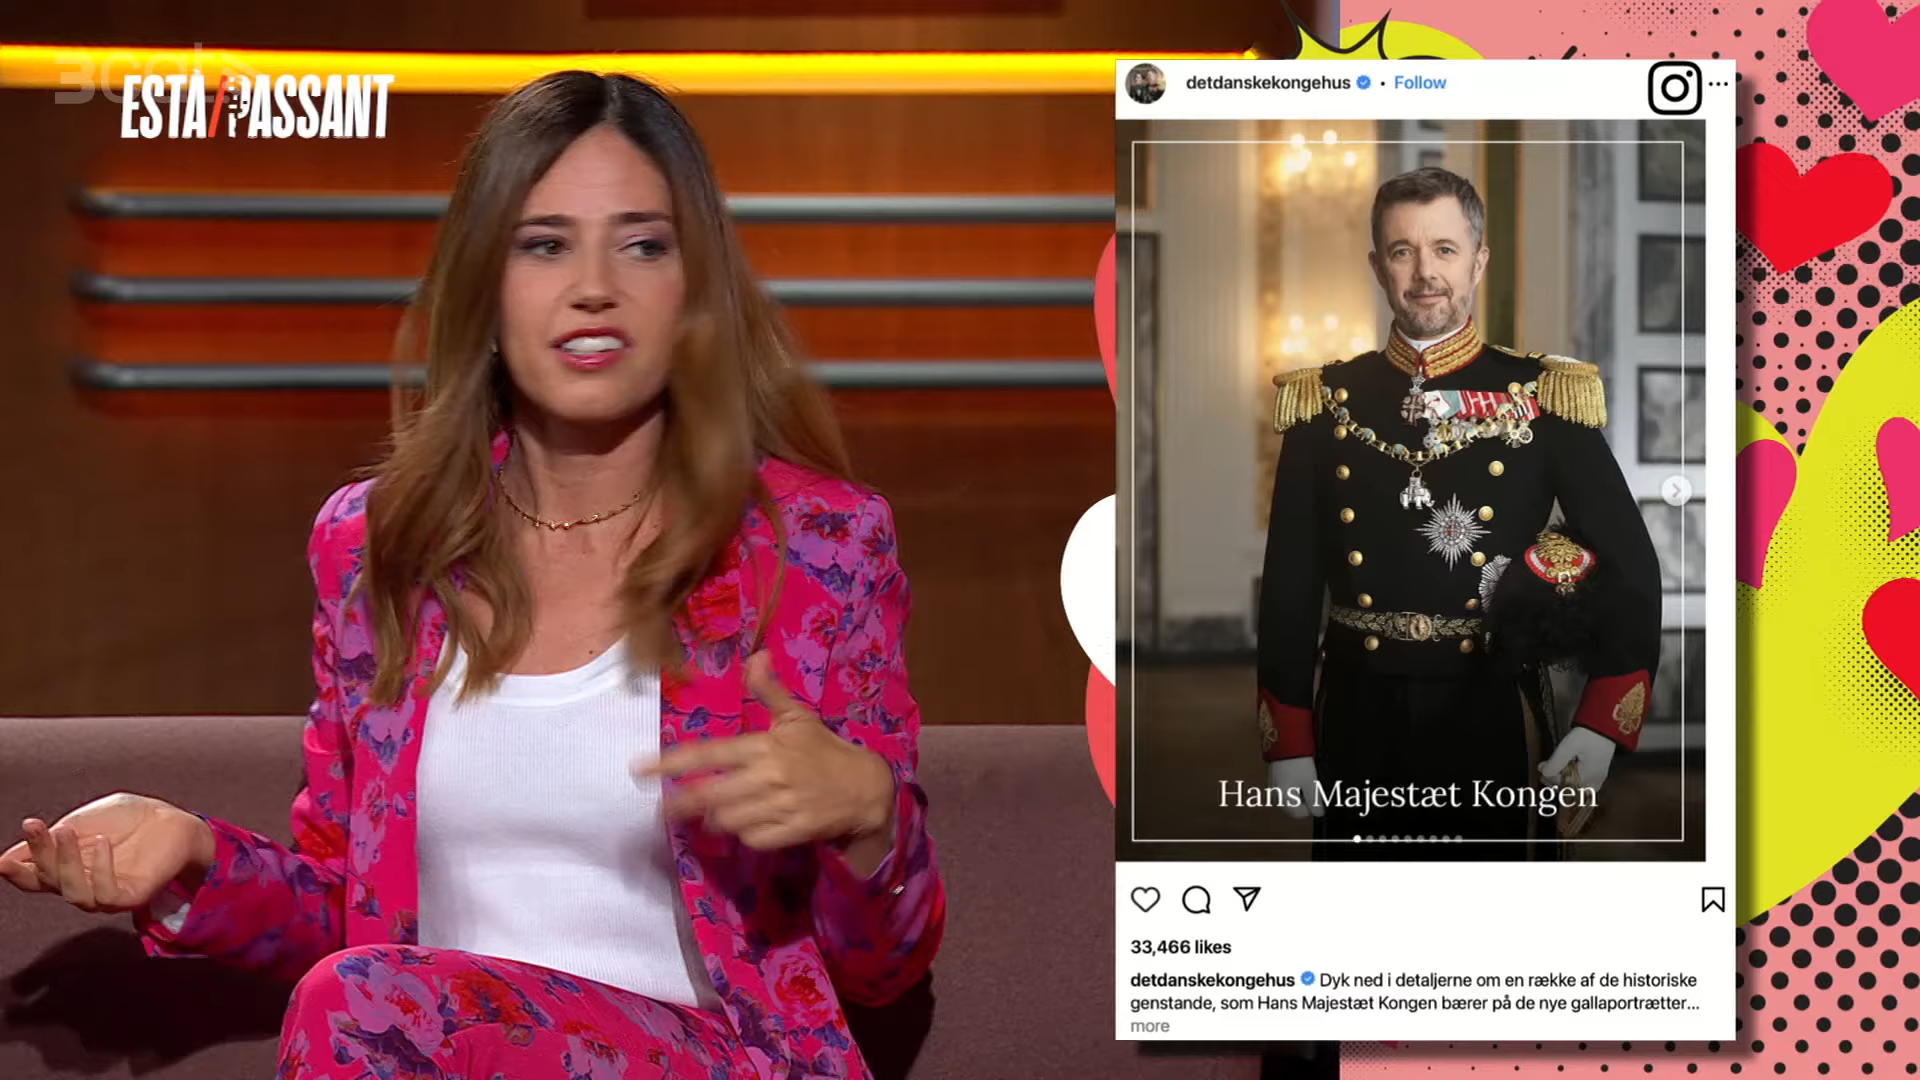 3Cat
ESTÀ PASSANT
detdanskekongehus • Follow
Hans Majestæt Kongen
33,466 likes
detdanskekongehus Dyk ned i detaljerne om en række af de historiske
genstande, som Hans Majestæt Kongen bærer på de nye gallaportrætter...
more